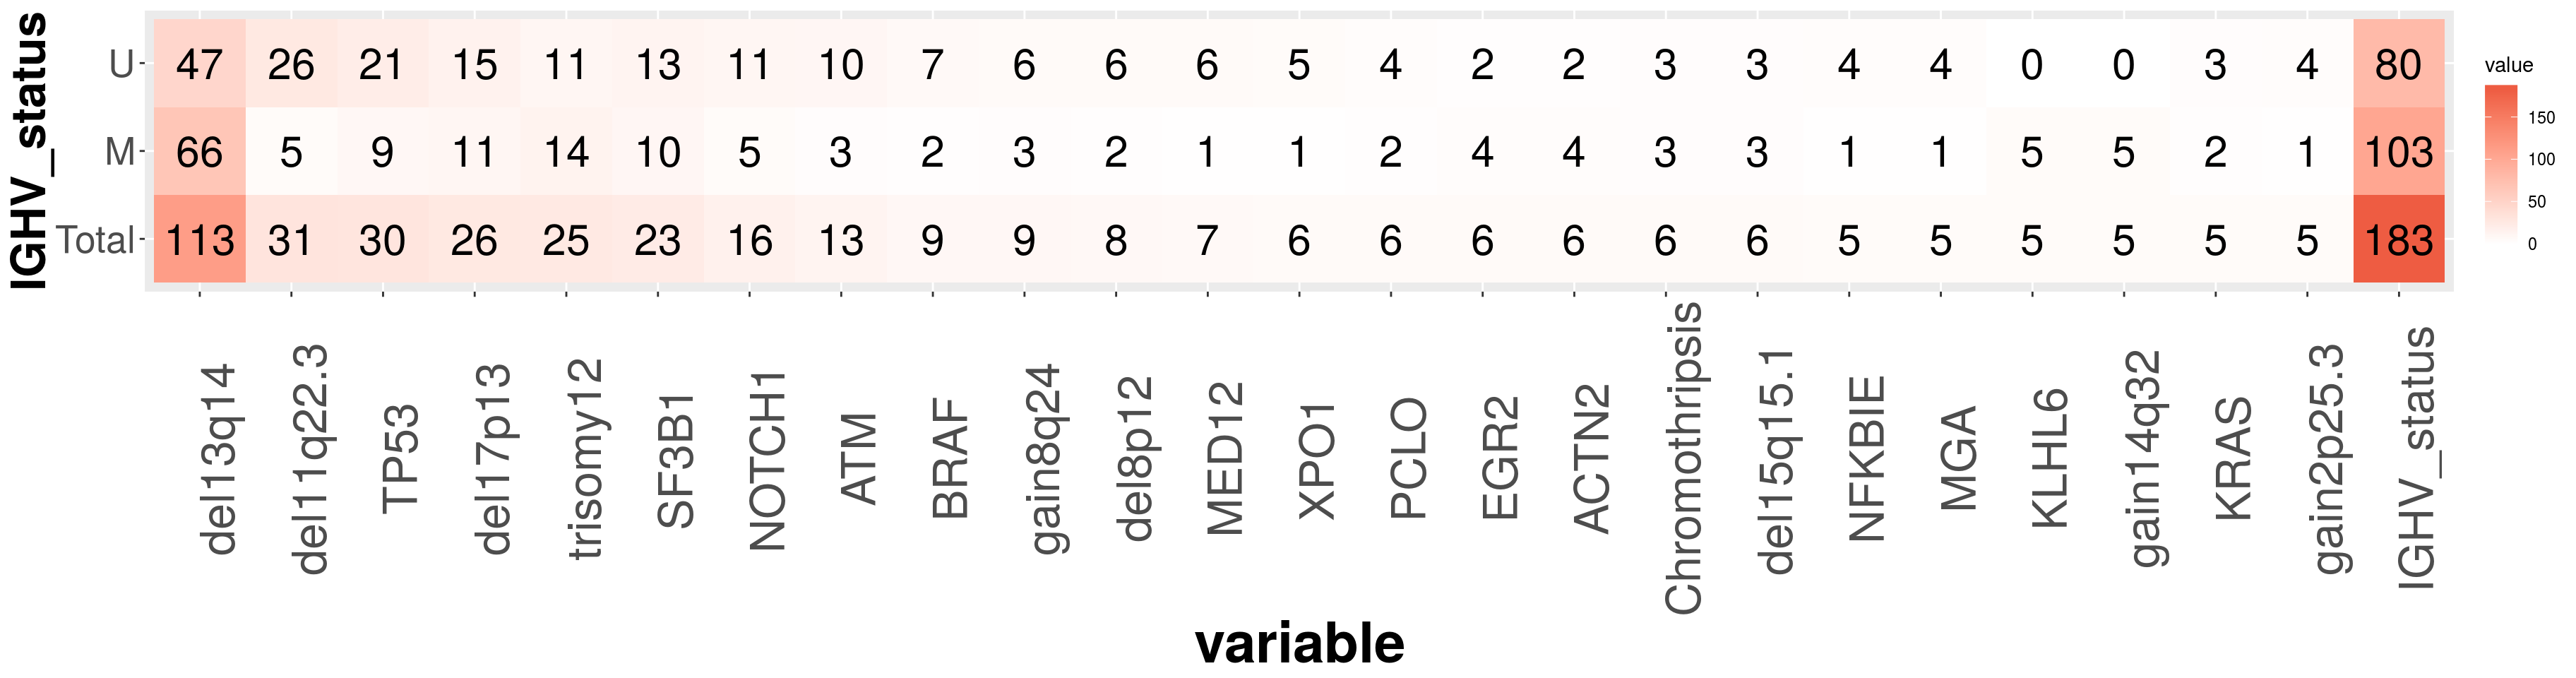 IGHV_status
U 47 26 21 15 11 13 11 10 7 6 6 6 5 4 2 2 3 3 4 4 0 0 3 4 80
M 66 5 9 11 14 10 5 3 2 3 2 1 1 2 4 4 3 3 1 1 5 5 2 1 103
Total 113 31 30 26 25 23 16 13 9 9 8 7 6 6 6 6 6 6 5 5 5 5 5 5 183
del13q14 del11q22.3 TP53 del17p13 trisomy12 SF3B1 NOTCH1 ATM BRAF gain8q24 del8p12 MED12 XPO1 PCLO EGR2 ACTN2 Chromothripsis del15q15.1 NFKBIE MGA KLHL6 gain14q32 KRAS gain2p25.3 IGHV_status
variable
value
150
100
50
0